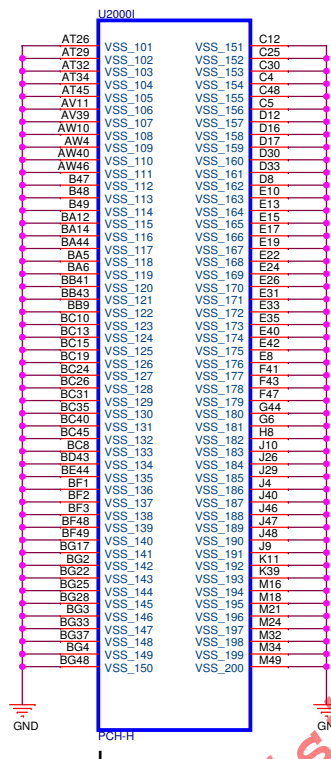 U2000I
AT26 VSS_101 VSS_151 C12
AT29 VSS_102 VSS_152 C25
AT32 VSS_103 VSS_153 C30
AT34 VSS_104 VSS_154 C4
AT45 VSS_105 VSS_155 C48
AV11 VSS_106 VSS_156 C5
AV39 VSS_107 VSS_157 D12
AW10 VSS_108 VSS_158 D16
AW4 VSS_109 VSS_159 D17
AW40 VSS_110 VSS_160 D30
AW46 VSS_111 VSS_161 D33
B47 VSS_112 VSS_162 D8
B48 VSS_113 VSS_163 E10
B49 VSS_114 VSS_164 E13
BA12 VSS_115 VSS_165 E15
BA14 VSS_116 VSS_166 E17
BA44 VSS_117 VSS_167 E19
BA5 VSS_118 VSS_168 E22
BA6 VSS_119 VSS_169 E24
BB41 VSS_120 VSS_170 E26
BB43 VSS_121 VSS_171 E31
BB9 VSS_122 VSS_172 E33
BC10 VSS_123 VSS_173 E35
BC13 VSS_124 VSS_174 E40
BC15 VSS_125 VSS_175 E42
BC19 VSS_126 VSS_176 E8
BC24 VSS_127 VSS_177 F41
BC26 VSS_128 VSS_178 F43
BC31 VSS_129 VSS_179 F47
BC35 VSS_130 VSS_180 G44
BC40 VSS_131 VSS_181 G6
BC45 VSS_132 VSS_182 H8
BC8 VSS_133 VSS_183 J10
BD43 VSS_134 VSS_184 J26
BE44 VSS_135 VSS_185 J29
BF1 VSS_136 VSS_186 J4
BF2 VSS_137 VSS_187 J40
BF3 VSS_138 VSS_188 J46
BF48 VSS_139 VSS_189 J47
BF49 VSS_140 VSS_190 J48
BG17 VSS_141 VSS_191 J9
BG2 VSS_142 VSS_192 K11
BG22 VSS_143 VSS_193 K39
BG25 VSS_144 VSS_194 M16
BG28 VSS_145 VSS_195 M18
BG3 VSS_146 VSS_196 M21
BG33 VSS_147 VSS_197 M24
BG37 VSS_148 VSS_198 M32
BG4 VSS_149 VSS_199 M34
BG48 VSS_150 VSS_200 M49
GND
PCH-H